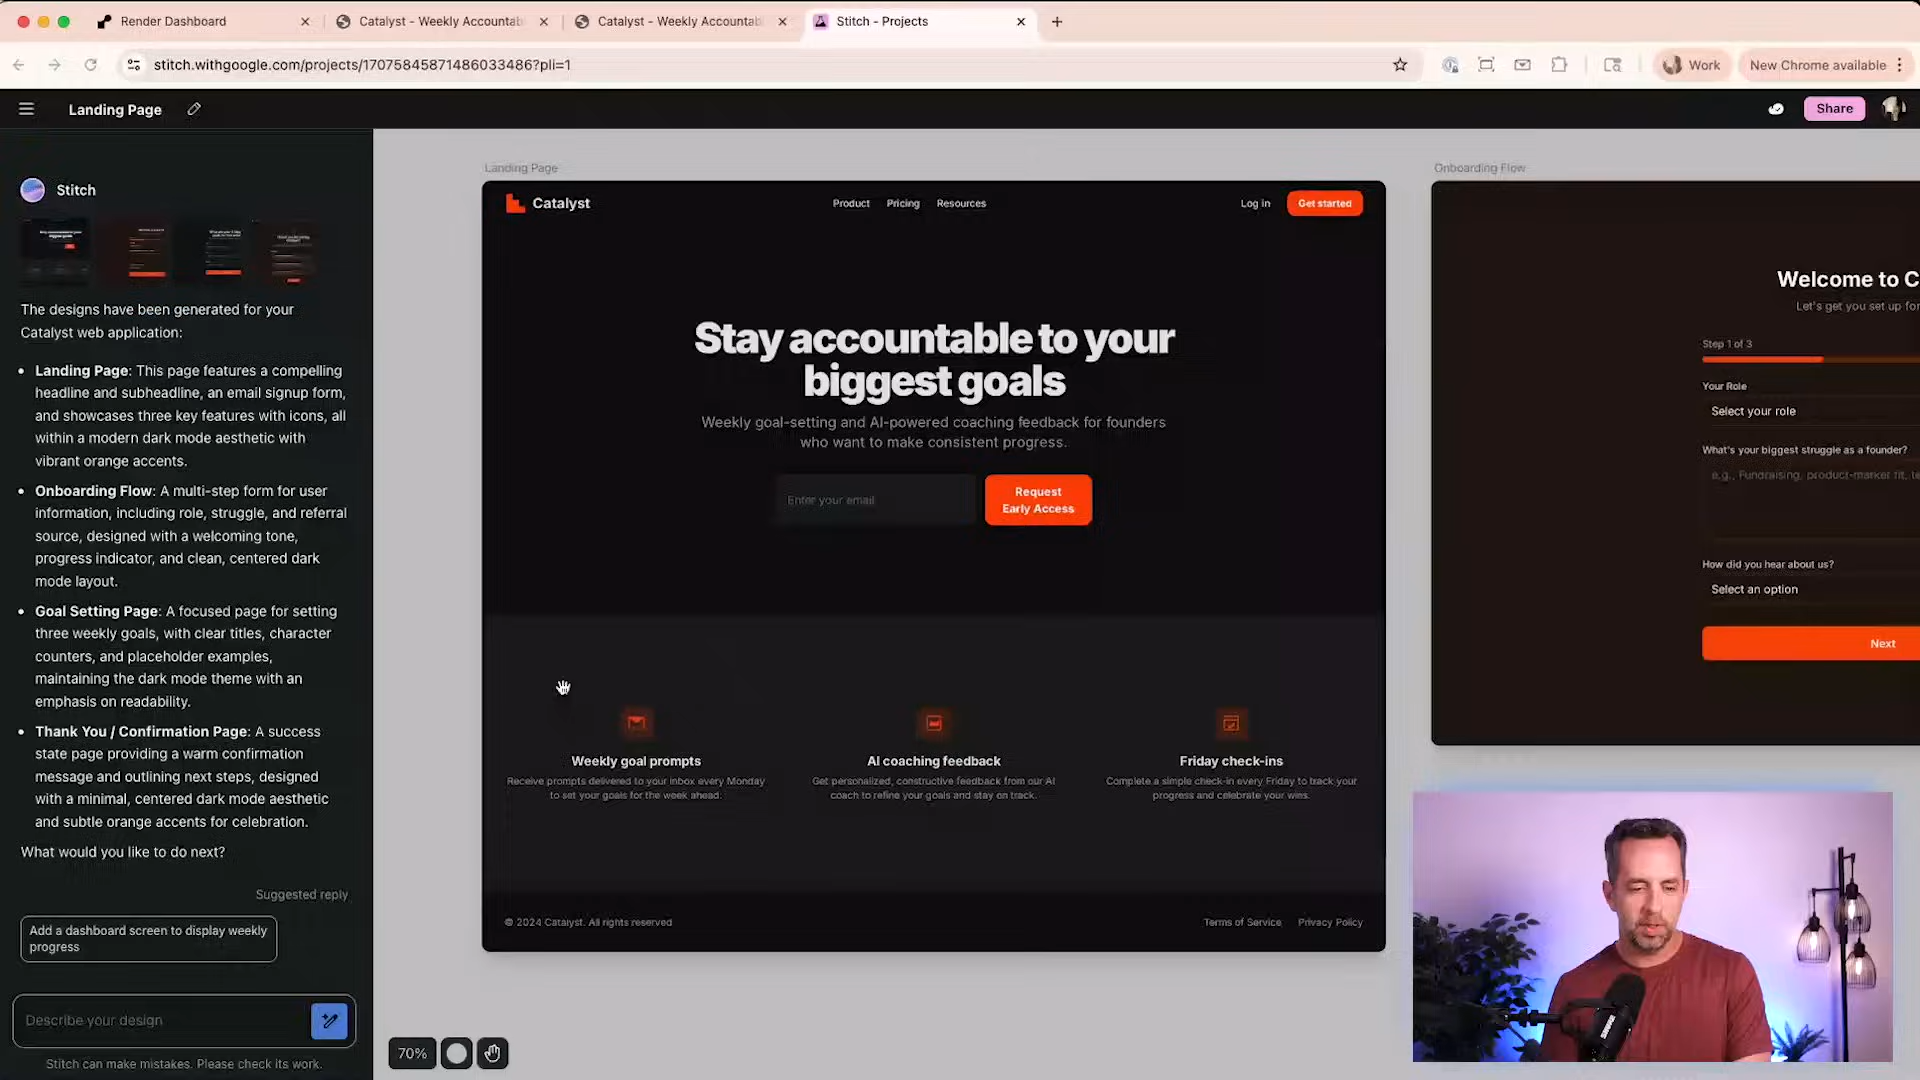 Render Dashboard
Catalyst - Weekly Accountab
Catalyst - Weekly Accountab
Stitch - Projects
stitch.withgoogle.com/projects/17075845871486033486?pli=1
Work
New Chrome available
Landing Page
Share
Stitch
The designs have been generated for your
Catalyst web application:
Landing Page: This page features a compelling
headline and subheadline, an email signup form,
and showcases three key features with icons, all
within a modern dark mode aesthetic with
vibrant orange accents.
Onboarding Flow: A multi-step form for user
information, including role, struggle, and referral
source, designed with a welcoming tone,
progress indicator, and clean, centered dark
mode layout.
Goal Setting Page: A focused page for setting
three weekly goals, with clear titles, character
counters, and placeholder examples,
maintaining the dark mode theme with an
emphasis on readability.
Thank You / Confirmation Page: A success
state page providing a warm confirmation
message and outlining next steps, designed
with a minimal, centered dark mode aesthetic
and subtle orange accents for celebration.
What would you like to do next?
Suggested reply
Add a dashboard screen to display weekly
progress
Describe your design
Stitch can make mistakes. Please check its work.
Landing Page
Catalyst
Product
Pricing
Resources
Log in
Get started
Stay accountable to your
biggest goals
Weekly goal-setting and AI-powered coaching feedback for founders
who want to make consistent progress.
Enter your email
Request
Early Access
Weekly goal prompts
Receive prompts delivered to your inbox every Monday
to set your goals for the week ahead.
AI coaching feedback
Get personalized, constructive feedback from our AI
coach to refine your goals and stay on track.
Friday check-ins
Complete a simple check-in every Friday to track your
progress and celebrate your wins.
© 2024 Catalyst. All rights reserved
Terms of Service
Privacy Policy
Onboarding Flow
Welcome to C
Let's get you set up for
Step 1 of 3
Your Role
Select your role
What's your biggest struggle as a founder?
e.g., Fundraising, product-market fit, te
How did you hear about us?
Select an option
Next
70%